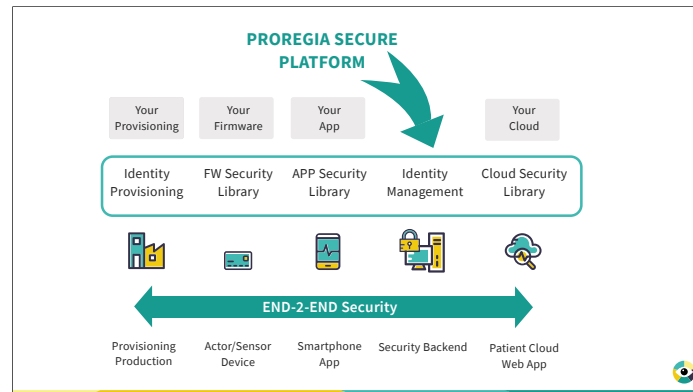 PROREGIA SECURE
PLATFORM
Your
Provisioning
Your
Firmware
Your
App
Your
Cloud
Identity
Provisioning
FW Security
Library
APP Security
Library
Identity
Management
Cloud Security
Library
END-2-END Security
Provisioning
Production
Actor/Sensor
Device
Smartphone
App
Security Backend
Patient Cloud
Web App